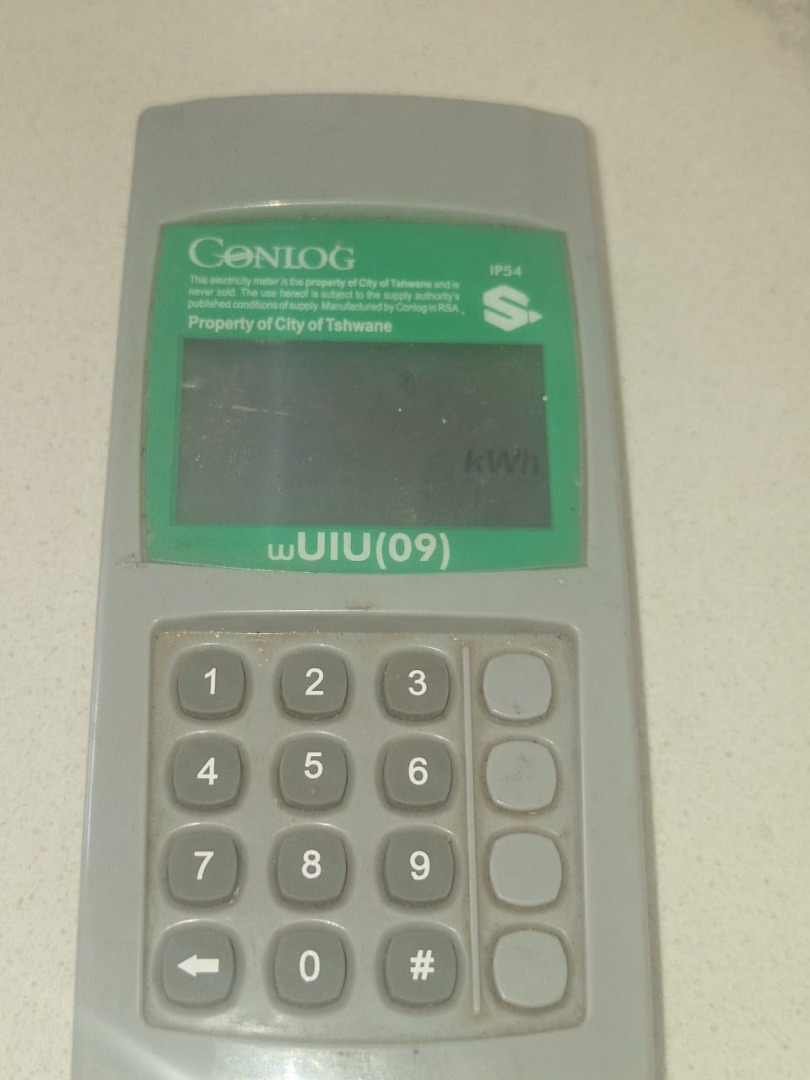 CONLOG
IP54
This electricity meter is the property of City of Tshwane and is
never sold. The use hereof is subject to the supply authority's
published conditions of supply. Manufactured by Conlog in RSA.
Property of City of Tshwane
kWh
wUIU(09)
1 2 3
4 5 6
7 8 9
← 0 #